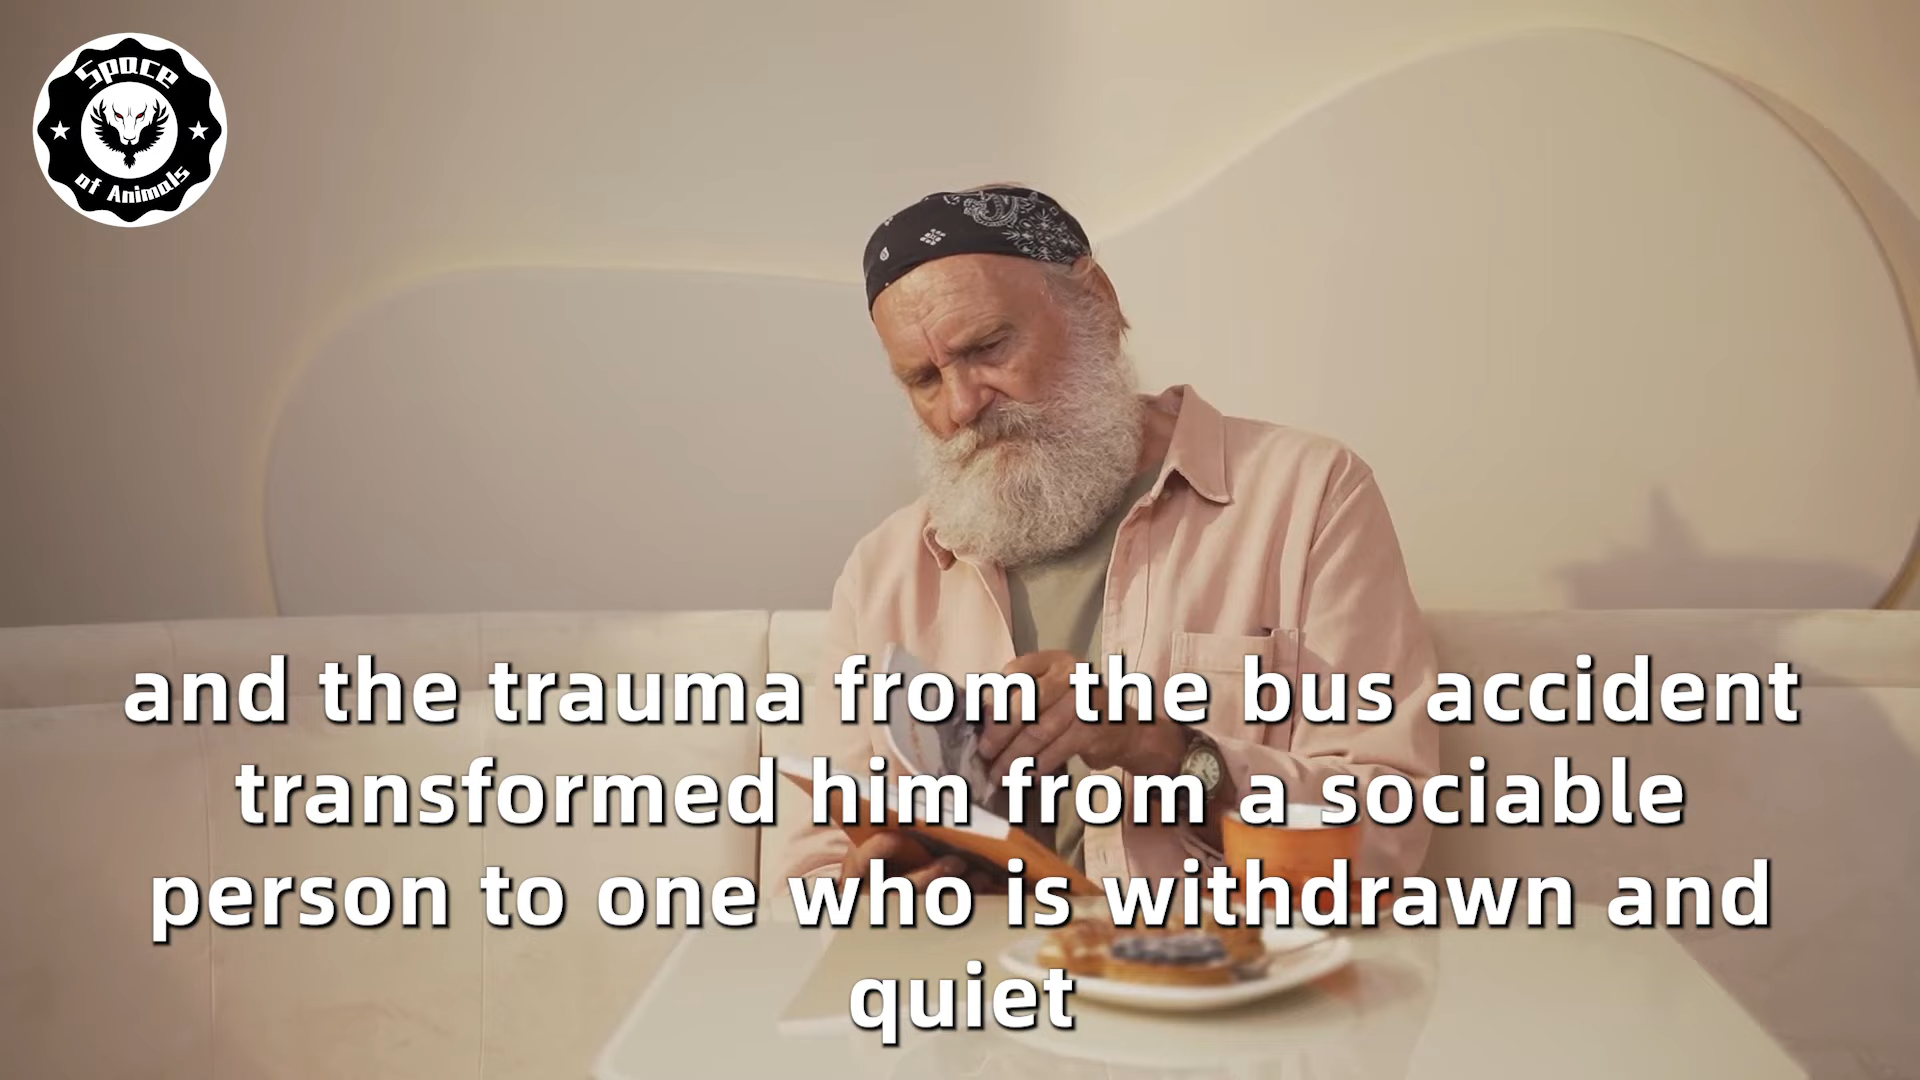 Space
of Animals
and the trauma from the bus accident
transformed him from a sociable
person to one who is withdrawn and
quiet